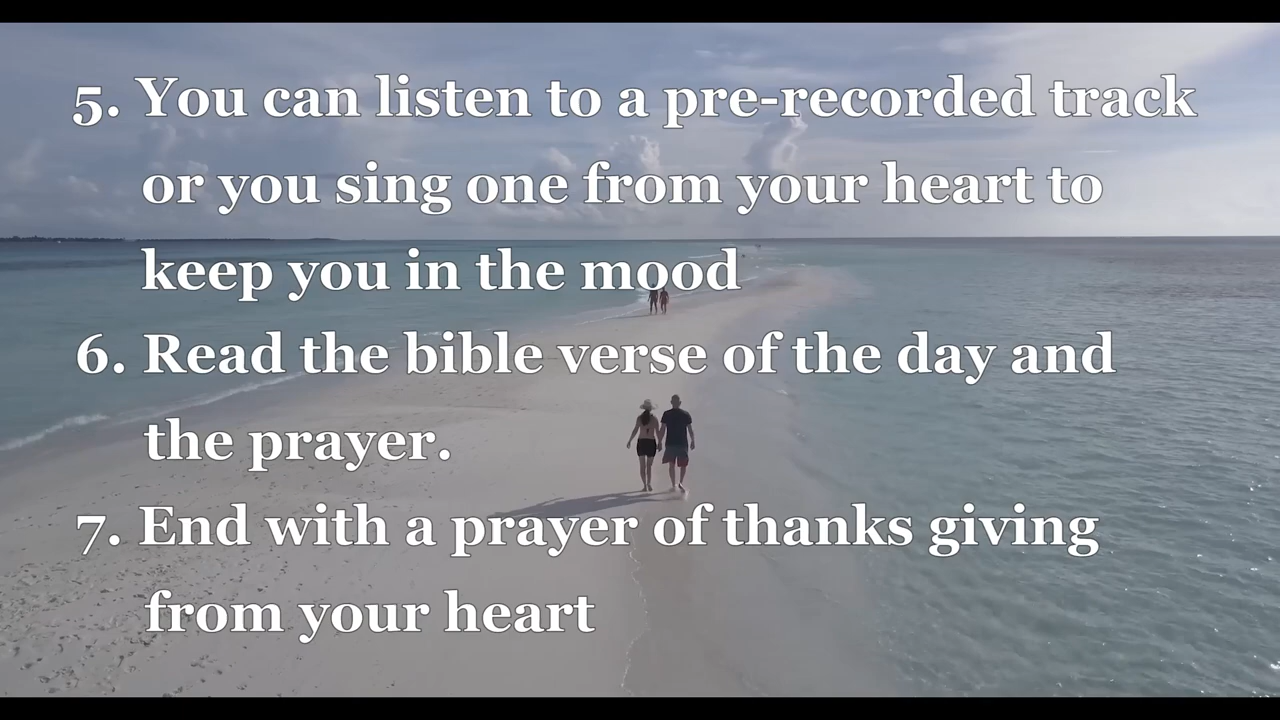 5. You can listen to a pre-recorded track
or you sing one from your heart to
keep you in the mood
6. Read the bible verse of the day and
the prayer.
7. End with a prayer of thanks giving
from your heart